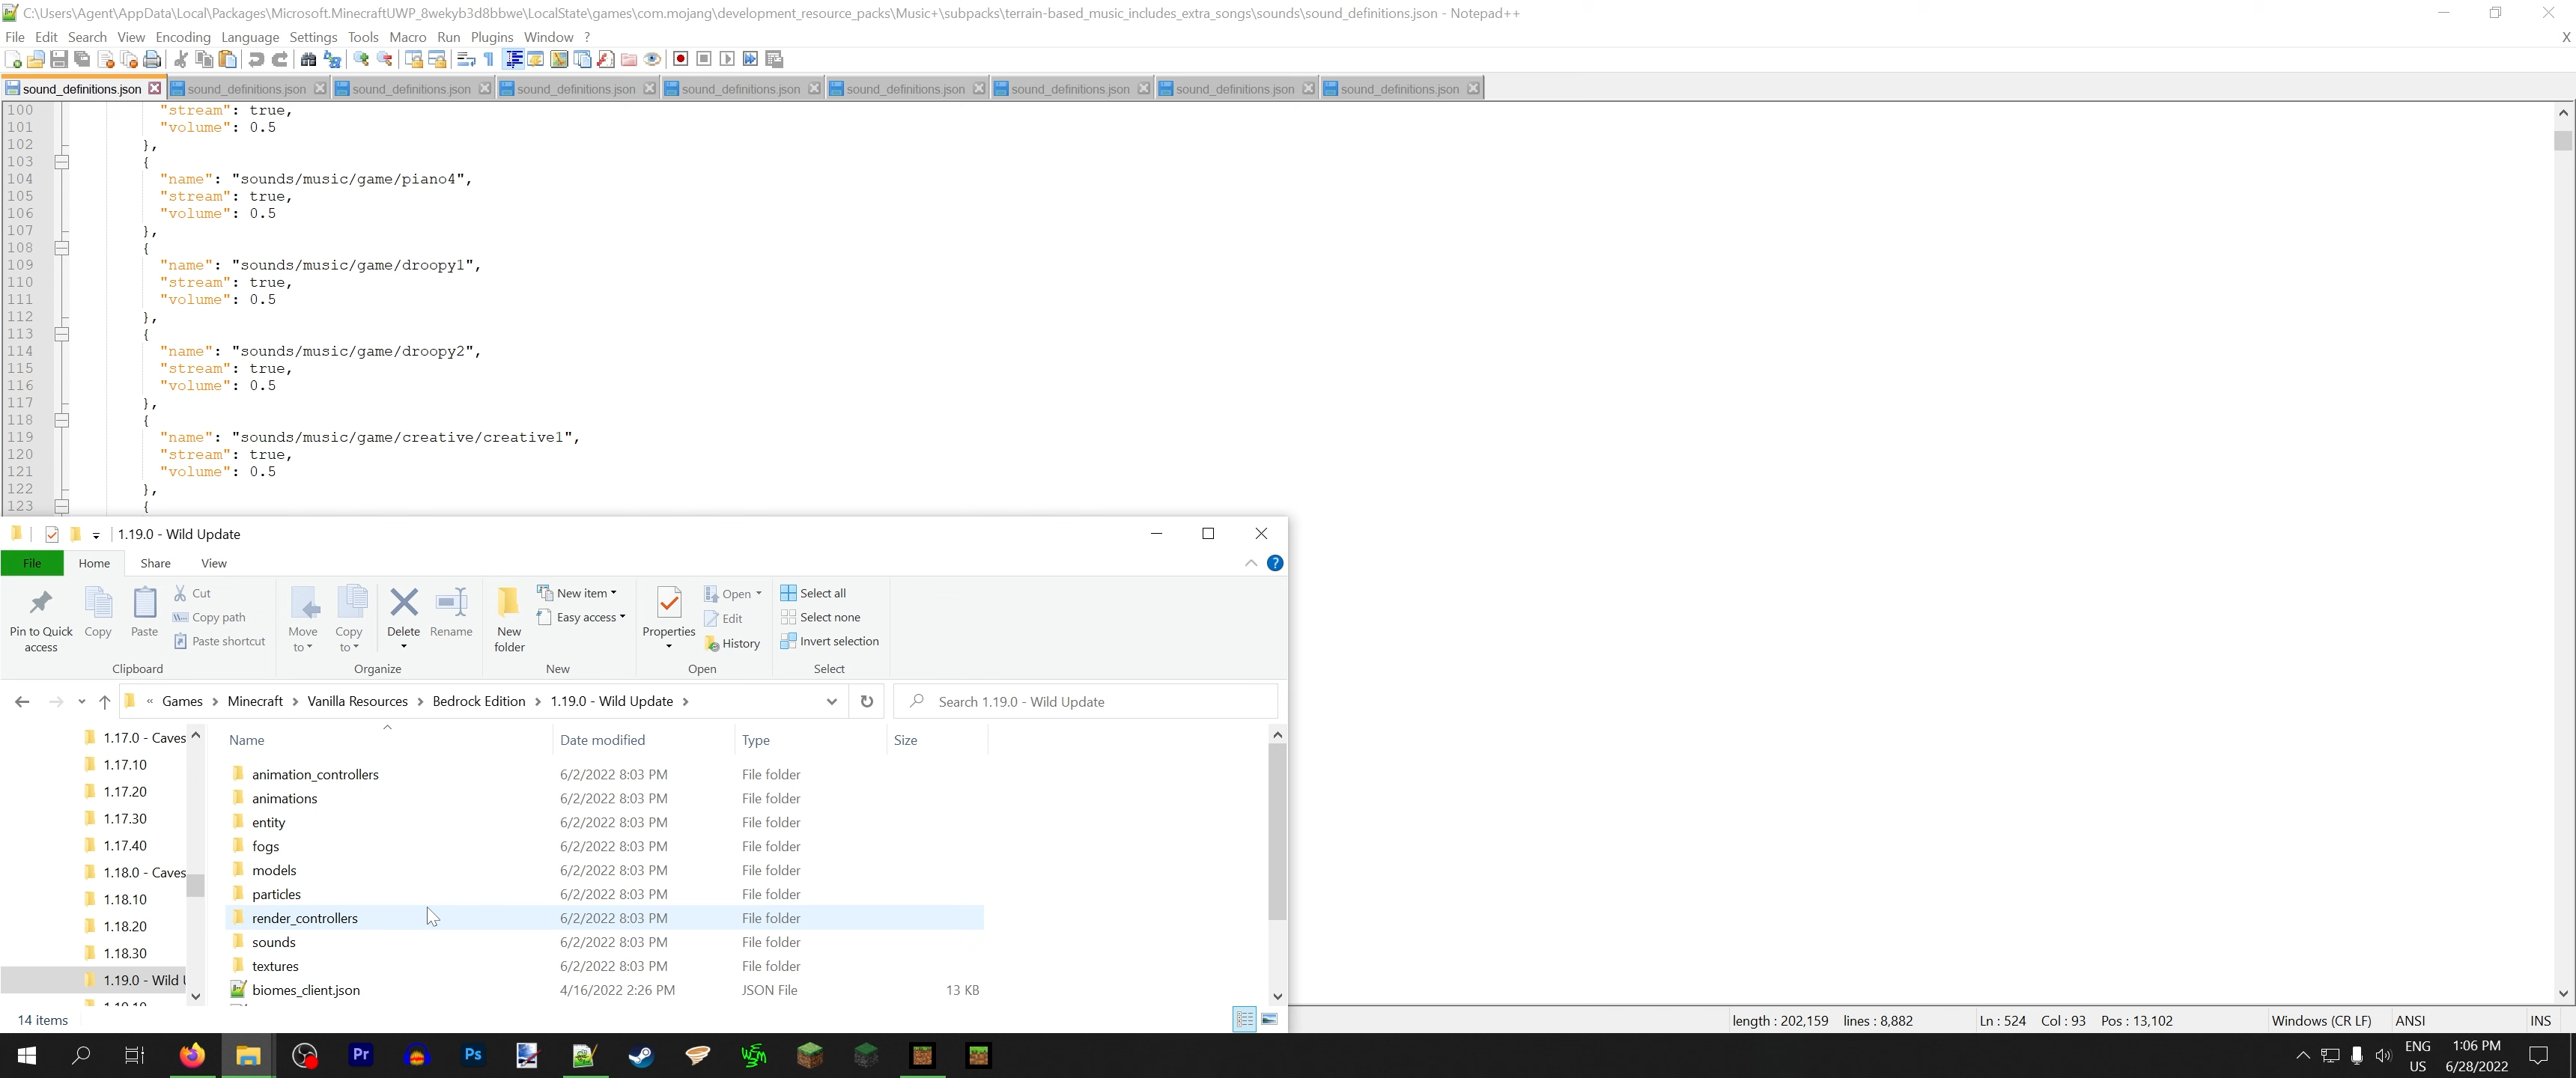 C:\Users\Agent\AppData\Local\Packages\Microsoft.MinecraftUWP_8wekyb3d8bbwe\LocalState\games\com.mojang\development_resource_packs\Music+\subpacks\terrain-based_music_includes_extra_songs\sounds\sound_definitions.json - Notepad++
File Edit Search View Encoding Language Settings Tools Macro Run Plugins Window ? X
sound_definitions.json sound_definitions.json sound_definitions.json sound_definitions.json sound_definitions.json sound_definitions.json sound_definitions.json sound_definitions.json sound_definitions.json
100 "stream": true,
101 "volume": 0.5
102 },
103 {
104 "name": "sounds/music/game/piano4",
105 "stream": true,
106 "volume": 0.5
107 },
108 {
109 "name": "sounds/music/game/droopy1",
110 "stream": true,
111 "volume": 0.5
112 },
113 {
114 "name": "sounds/music/game/droopy2",
115 "stream": true,
116 "volume": 0.5
117 },
118 {
119 "name": "sounds/music/game/creative/creative1",
120 "stream": true,
121 "volume": 0.5
122 },
123 {
1.19.0 - Wild Update
File Home Share View
Pin to Quick access
Copy
Paste
Cut
Copy path
Paste shortcut
Clipboard
Move to
Copy to
Delete
Rename
Organize
New folder
New item
Easy access
New
Properties
Open
Edit
History
Open
Select all
Select none
Invert selection
Select
« Games > Minecraft > Vanilla Resources > Bedrock Edition > 1.19.0 - Wild Update >
Search 1.19.0 - Wild Update
1.17.0 - Caves
1.17.10
1.17.20
1.17.30
1.17.40
1.18.0 - Caves
1.18.10
1.18.20
1.18.30
1.19.0 - Wild
Name Date modified Type Size
animation_controllers 6/2/2022 8:03 PM File folder
animations 6/2/2022 8:03 PM File folder
entity 6/2/2022 8:03 PM File folder
fogs 6/2/2022 8:03 PM File folder
models 6/2/2022 8:03 PM File folder
particles 6/2/2022 8:03 PM File folder
render_controllers 6/2/2022 8:03 PM File folder
sounds 6/2/2022 8:03 PM File folder
textures 6/2/2022 8:03 PM File folder
biomes_client.json 4/16/2022 2:26 PM JSON File 13 KB
14 items
length : 202,159 lines : 8,882 Ln : 524 Col : 93 Pos : 13,102 Windows (CR LF) ANSI INS
Pr Ps
ENG US
1:06 PM
6/28/2022